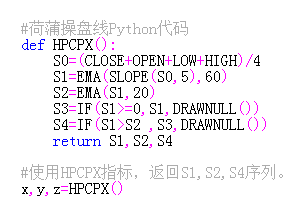 #荷蒲操盘线Python代码
def HPCPX():
    S0=(CLOSE+OPEN+LOW+HIGH)/4
    S1=EMA(SLOPE(S0,5),60)
    S2=EMA(S1,20)
    S3=IF(S1>=0,S1,DRAWNULL())
    S4=IF(S1>S2 ,S3,DRAWNULL())
    return S1,S2,S4

#使用HPCPX指标，返回S1,S2,S4序列。
x,y,z=HPCPX()